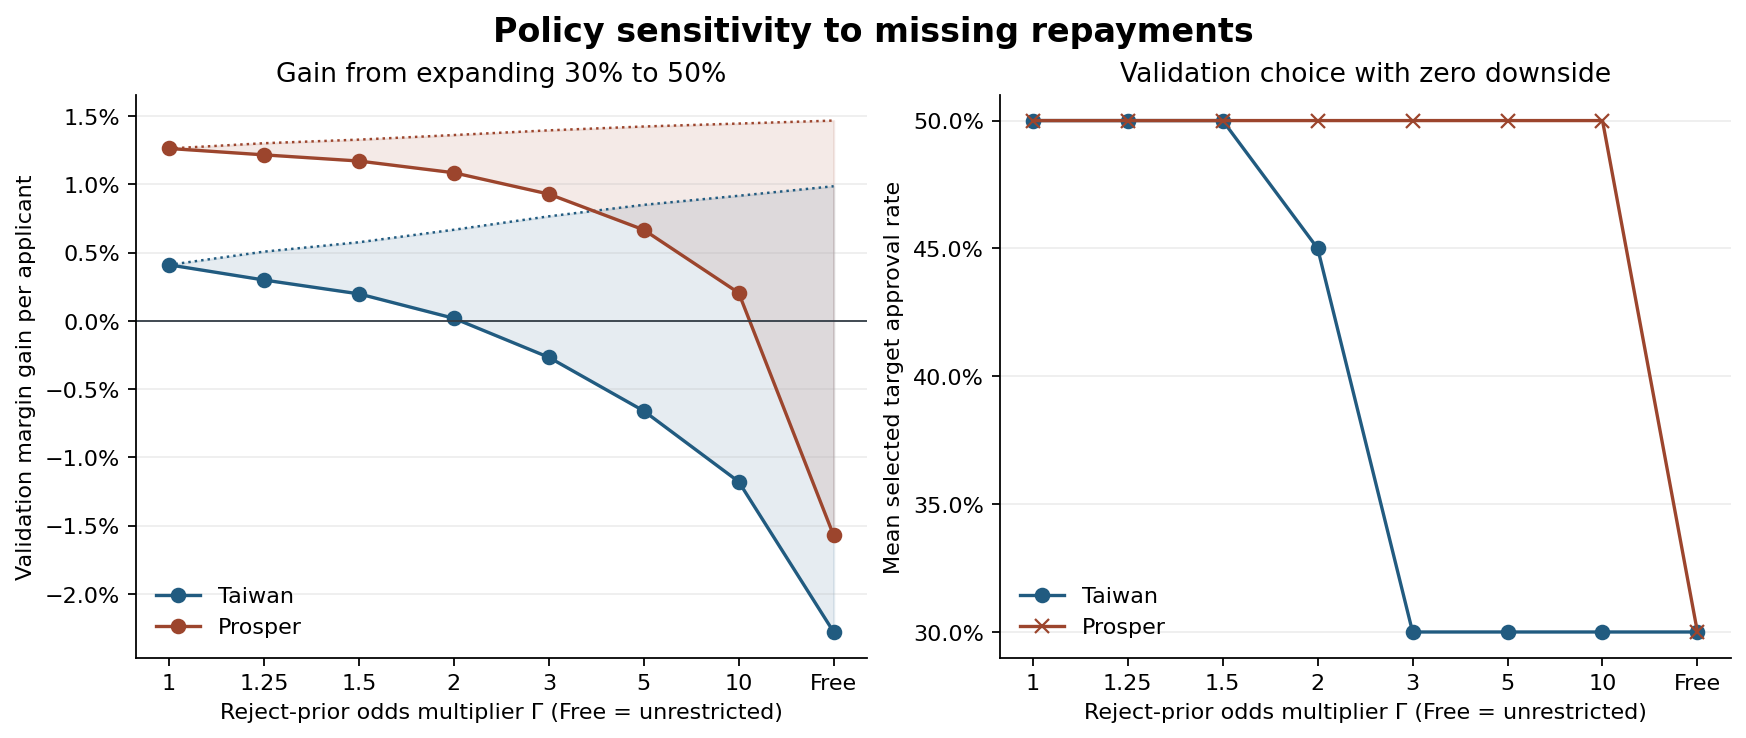 Policy sensitivity to missing repayments
Gain from expanding 30% to 50%
Validation margin gain per applicant
1.5%
1.0%
0.5%
0.0%
−0.5%
−1.0%
−1.5%
−2.0%
Taiwan
Prosper
1 1.25 1.5 2 3 5 10 Free
Reject-prior odds multiplier Γ (Free = unrestricted)
Validation choice with zero downside
Mean selected target approval rate
50.0%
45.0%
40.0%
35.0%
30.0%
Taiwan
Prosper
1 1.25 1.5 2 3 5 10 Free
Reject-prior odds multiplier Γ (Free = unrestricted)